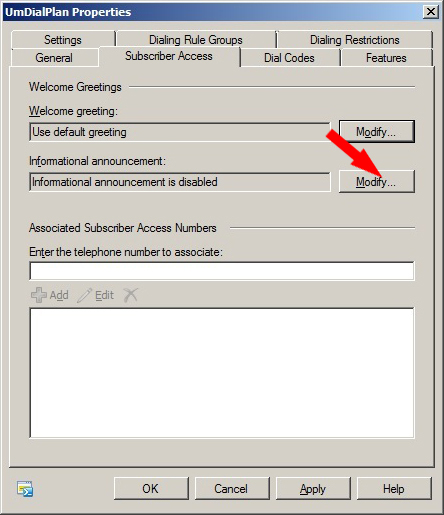 UmDialPlan Properties
Settings Dialing Rule Groups Dialing Restrictions
General Subscriber Access Dial Codes Features
Welcome Greetings
Welcome greeting:
Use default greeting Modify...
Informational announcement:
Informational announcement is disabled Modify...
Associated Subscriber Access Numbers
Enter the telephone number to associate:
Add Edit
OK Cancel Apply Help